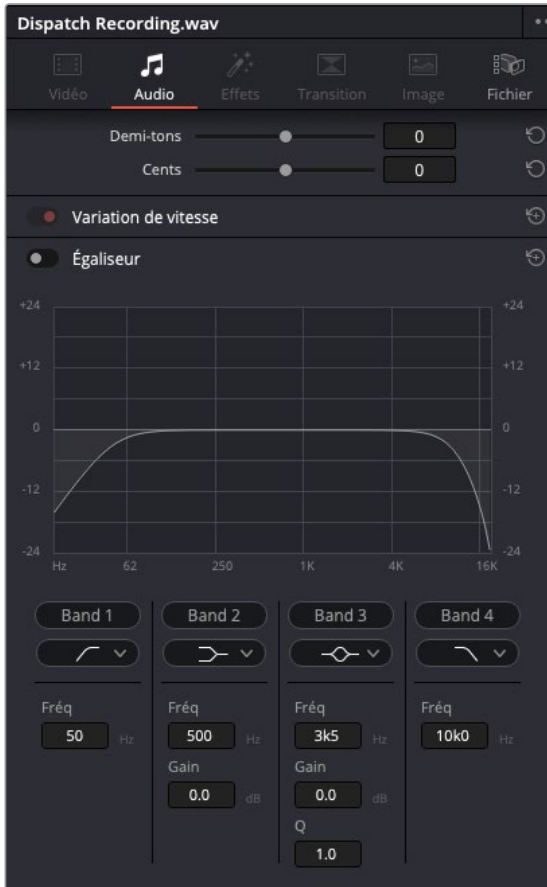 Dispatch Recording.wav
Vidéo Audio Effets Transition Image Fichier
Demi-tons 0
Cents 0
Variation de vitesse
Égaliseur
+24 +24
+12 +12
0 0
-12 -12
-24 -24
Hz 62 250 1K 4K 16K
Band 1 Band 2 Band 3 Band 4
Fréq Fréq Fréq Fréq
50 Hz 500 Hz 3k5 Hz 10k0 Hz
Gain Gain
0.0 dB 0.0 dB
Q
1.0